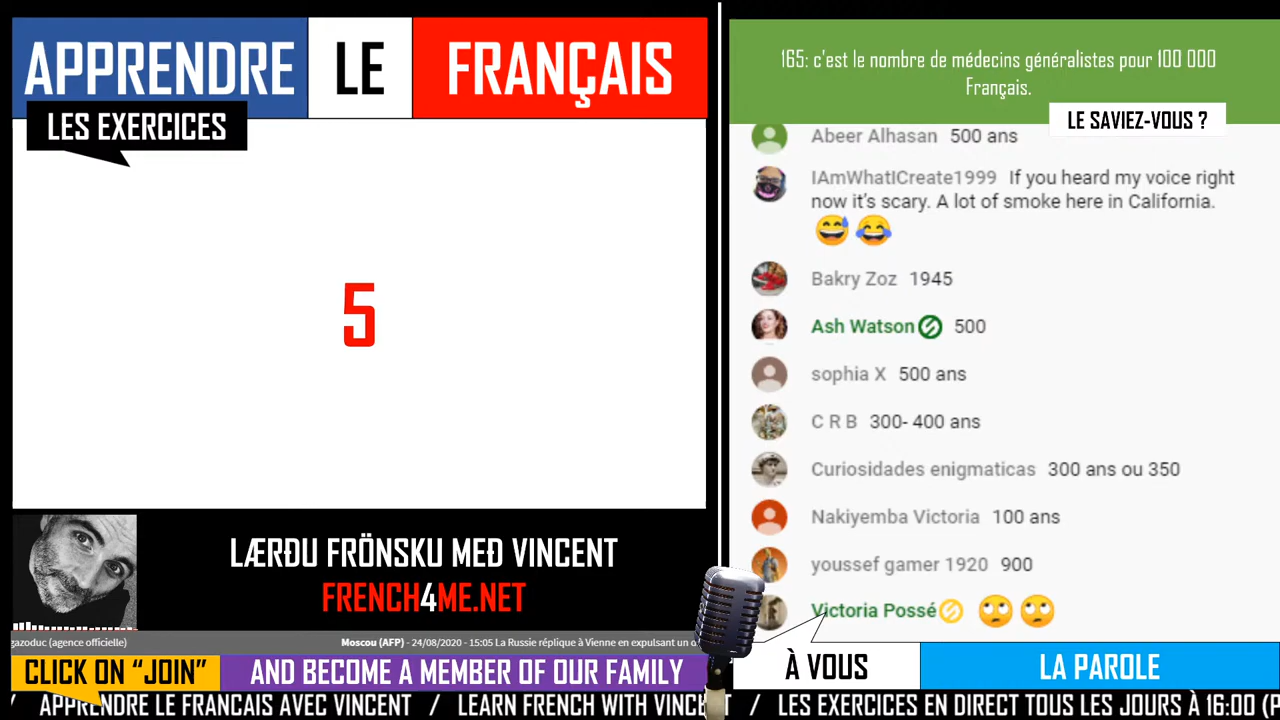 APPRENDRE LE FRANÇAIS
LES EXERCICES
5
LÆRÐU FRÖNSKU MEÐ VINCENT
FRENCH4ME.NET
165: c'est le nombre de médecins généralistes pour 100 000
Français.
LE SAVIEZ-VOUS ?
Abeer Alhasan 500 ans
IAmWhatICreate1999 If you heard my voice right
now it's scary. A lot of smoke here in California.
Bakry Zoz 1945
Ash Watson 500
sophia X 500 ans
C R B 300- 400 ans
Curiosidades enigmaticas 300 ans ou 350
Nakiyemba Victoria 100 ans
youssef gamer 1920 900
Victoria Possé
azoduc (agence officielle) Moscou (AFP) - 24/08/2020 - 15:05 La Russie réplique à Vienne en expulsant un
CLICK ON “JOIN” AND BECOME A MEMBER OF OUR FAMILY
À VOUS LA PAROLE
APPRENDRE LE FRANCAIS AVEC VINCENT / LEARN FRENCH WITH VINCENT / LES EXERCICES EN DIRECT TOUS LES JOURS À 16:00 (P